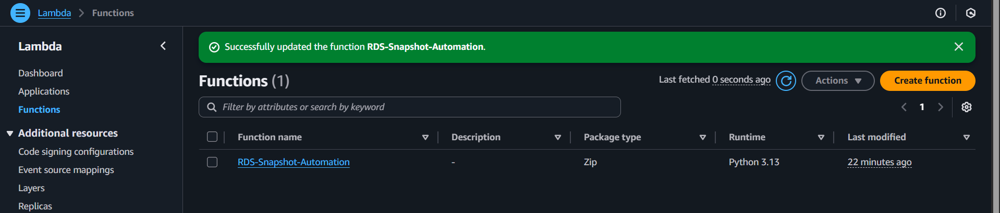 Lambda > Functions
Lambda
Dashboard
Applications
Functions
Additional resources
Code signing configurations
Event source mappings
Layers
Replicas
Successfully updated the function RDS-Snapshot-Automation.
Functions (1)
Last fetched 0 seconds ago
Actions
Create function
Filter by attributes or search by keyword
1
Function name Description Package type Runtime Last modified
RDS-Snapshot-Automation - Zip Python 3.13 22 minutes ago